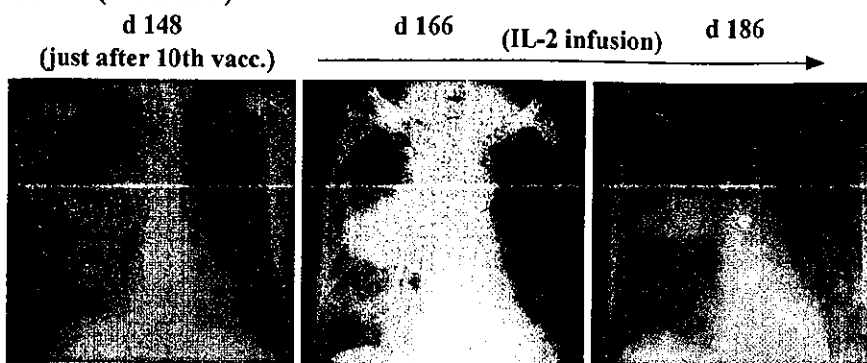 d 148
(just after 10th vacc.)
d 166
(IL-2 infusion)
d 186